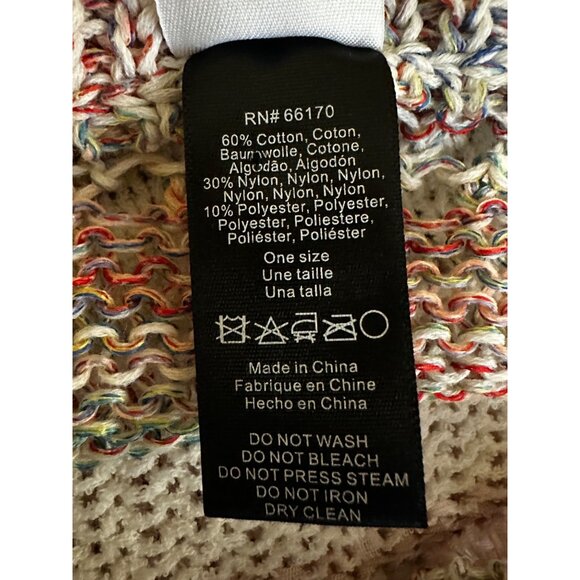 RN# 66170
60% Cotton, Coton,
Baumwolle, Cotone,
Algodão, Algodón
30% Nylon, Nylon, Nylon,
Nylon, Nylon, Nylon
10% Polyester, Polyester,
Polyester, Poliestere,
Poliéster, Poliéster
One size
Une taille
Una talla
Made in China
Fabrique en Chine
Hecho en China
DO NOT WASH
DO NOT BLEACH
DO NOT PRESS STEAM
DO NOT IRON
DRY CLEAN